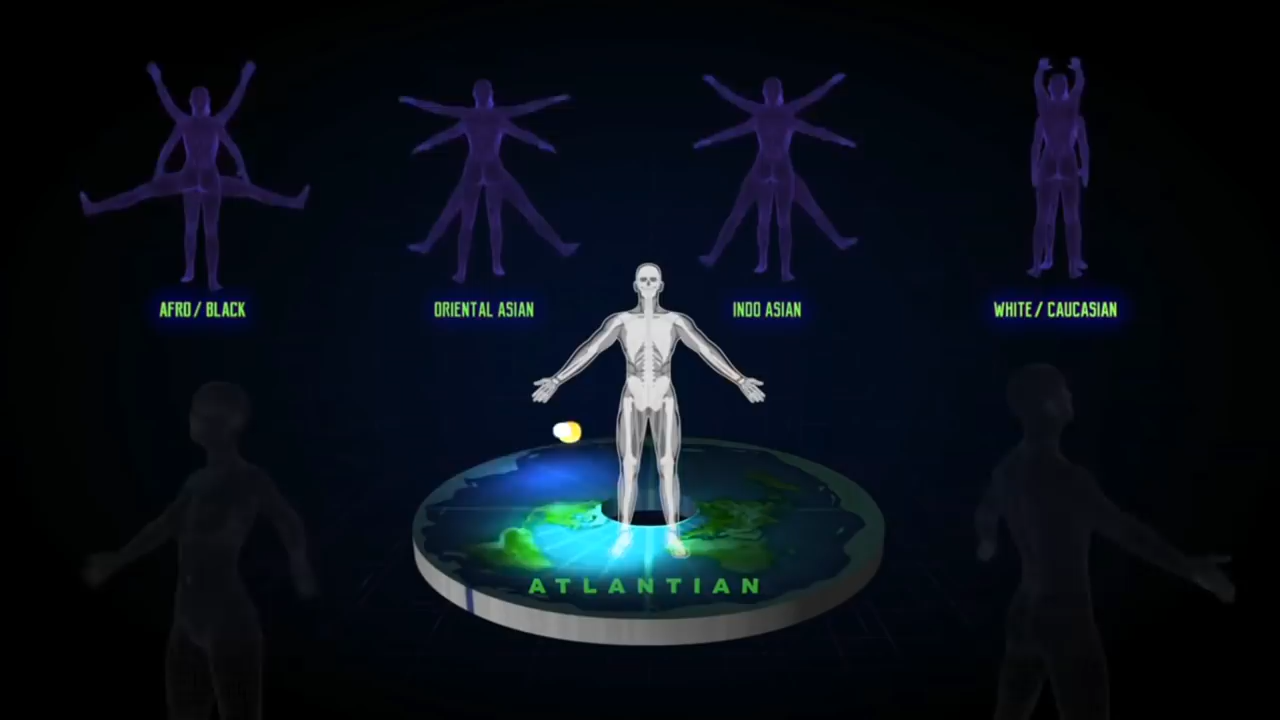 AFRO / BLACK
ORIENTAL ASIAN
INDO ASIAN
WHITE / CAUCASIAN
ATLANTIAN